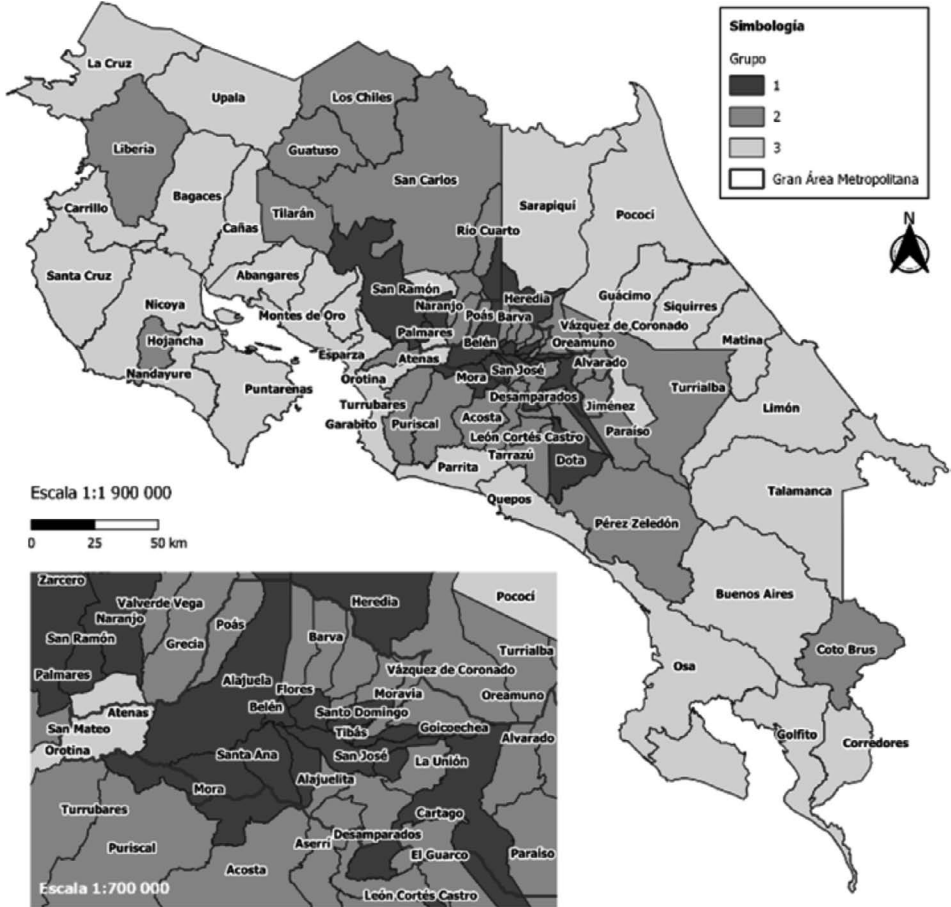 Simbología
Grupo
1
2
3
Gran Área Metropolitana
N
La Cruz
Upala
Los Chiles
Liberia
Guatuso
San Carlos
Bagaces
Tilarán
Sarapiquí
Pococí
Carrillo
Cañas
Río Cuarto
Santa Cruz
Abangares
San Ramón
Heredia
Guácimo
Nicoya
Naranjo
Poás
Barva
Siquirres
Montes de Oro
Vázquez de Coronado
Hojancha
Palmares
Belén
Oreamuno
Matina
Esparza
Atenas
San José
Alvarado
Nandayure
Orotina
Mora
Turrialba
Puntarenas
Turrubares
Desamparados
Jiménez
Limón
Garabito
Puriscal
Acosta
Paraíso
León Cortés Castro
Tarrazú
Dota
Parrita
Talamanca
Quepos
Pérez Zeledón
Buenos Aires
Coto Brus
Osa
Golfito
Corredores
Escala 1:1 900 000
0 25 50 km
Zarcero
Valverde Vega
Heredia
Pococí
Naranjo
Poás
San Ramón
Grecia
Barva
Turrialba
Palmares
Alajuela
Vázquez de Coronado
Flores
Moravia
Oreamuno
Belén
Atenas
Santo Domingo
San Mateo
Tibás
Goicoechea
Orotina
Santa Ana
San José
Alvarado
La Unión
Mora
Alajuelita
Turrubares
Cartago
Desamparados
Puriscal
Aserrí
El Guarco
Paraíso
Acosta
León Cortés Castro
Escala 1:700 000